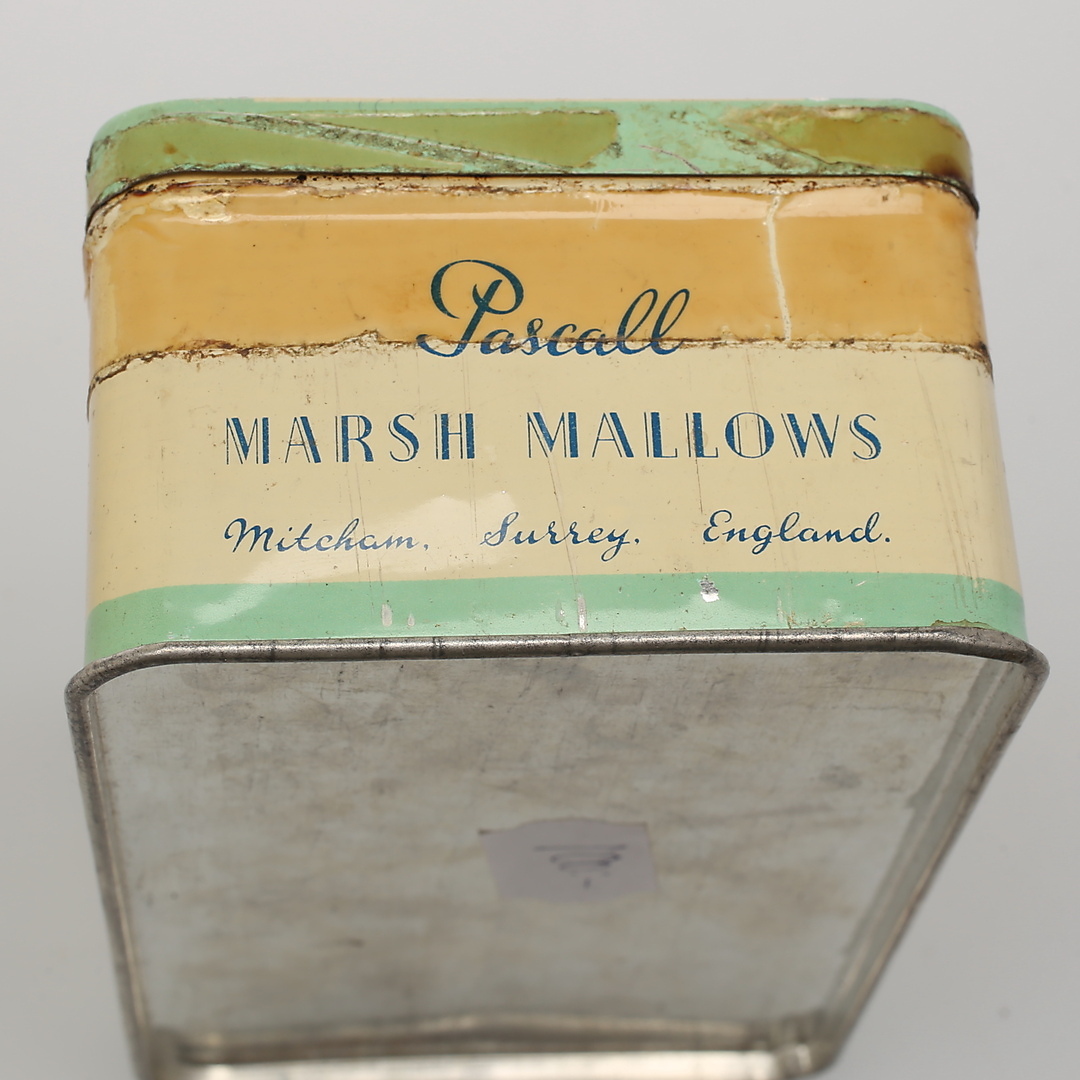 Pascall
MARSH MALLOWS
Mitcham, Surrey, England.